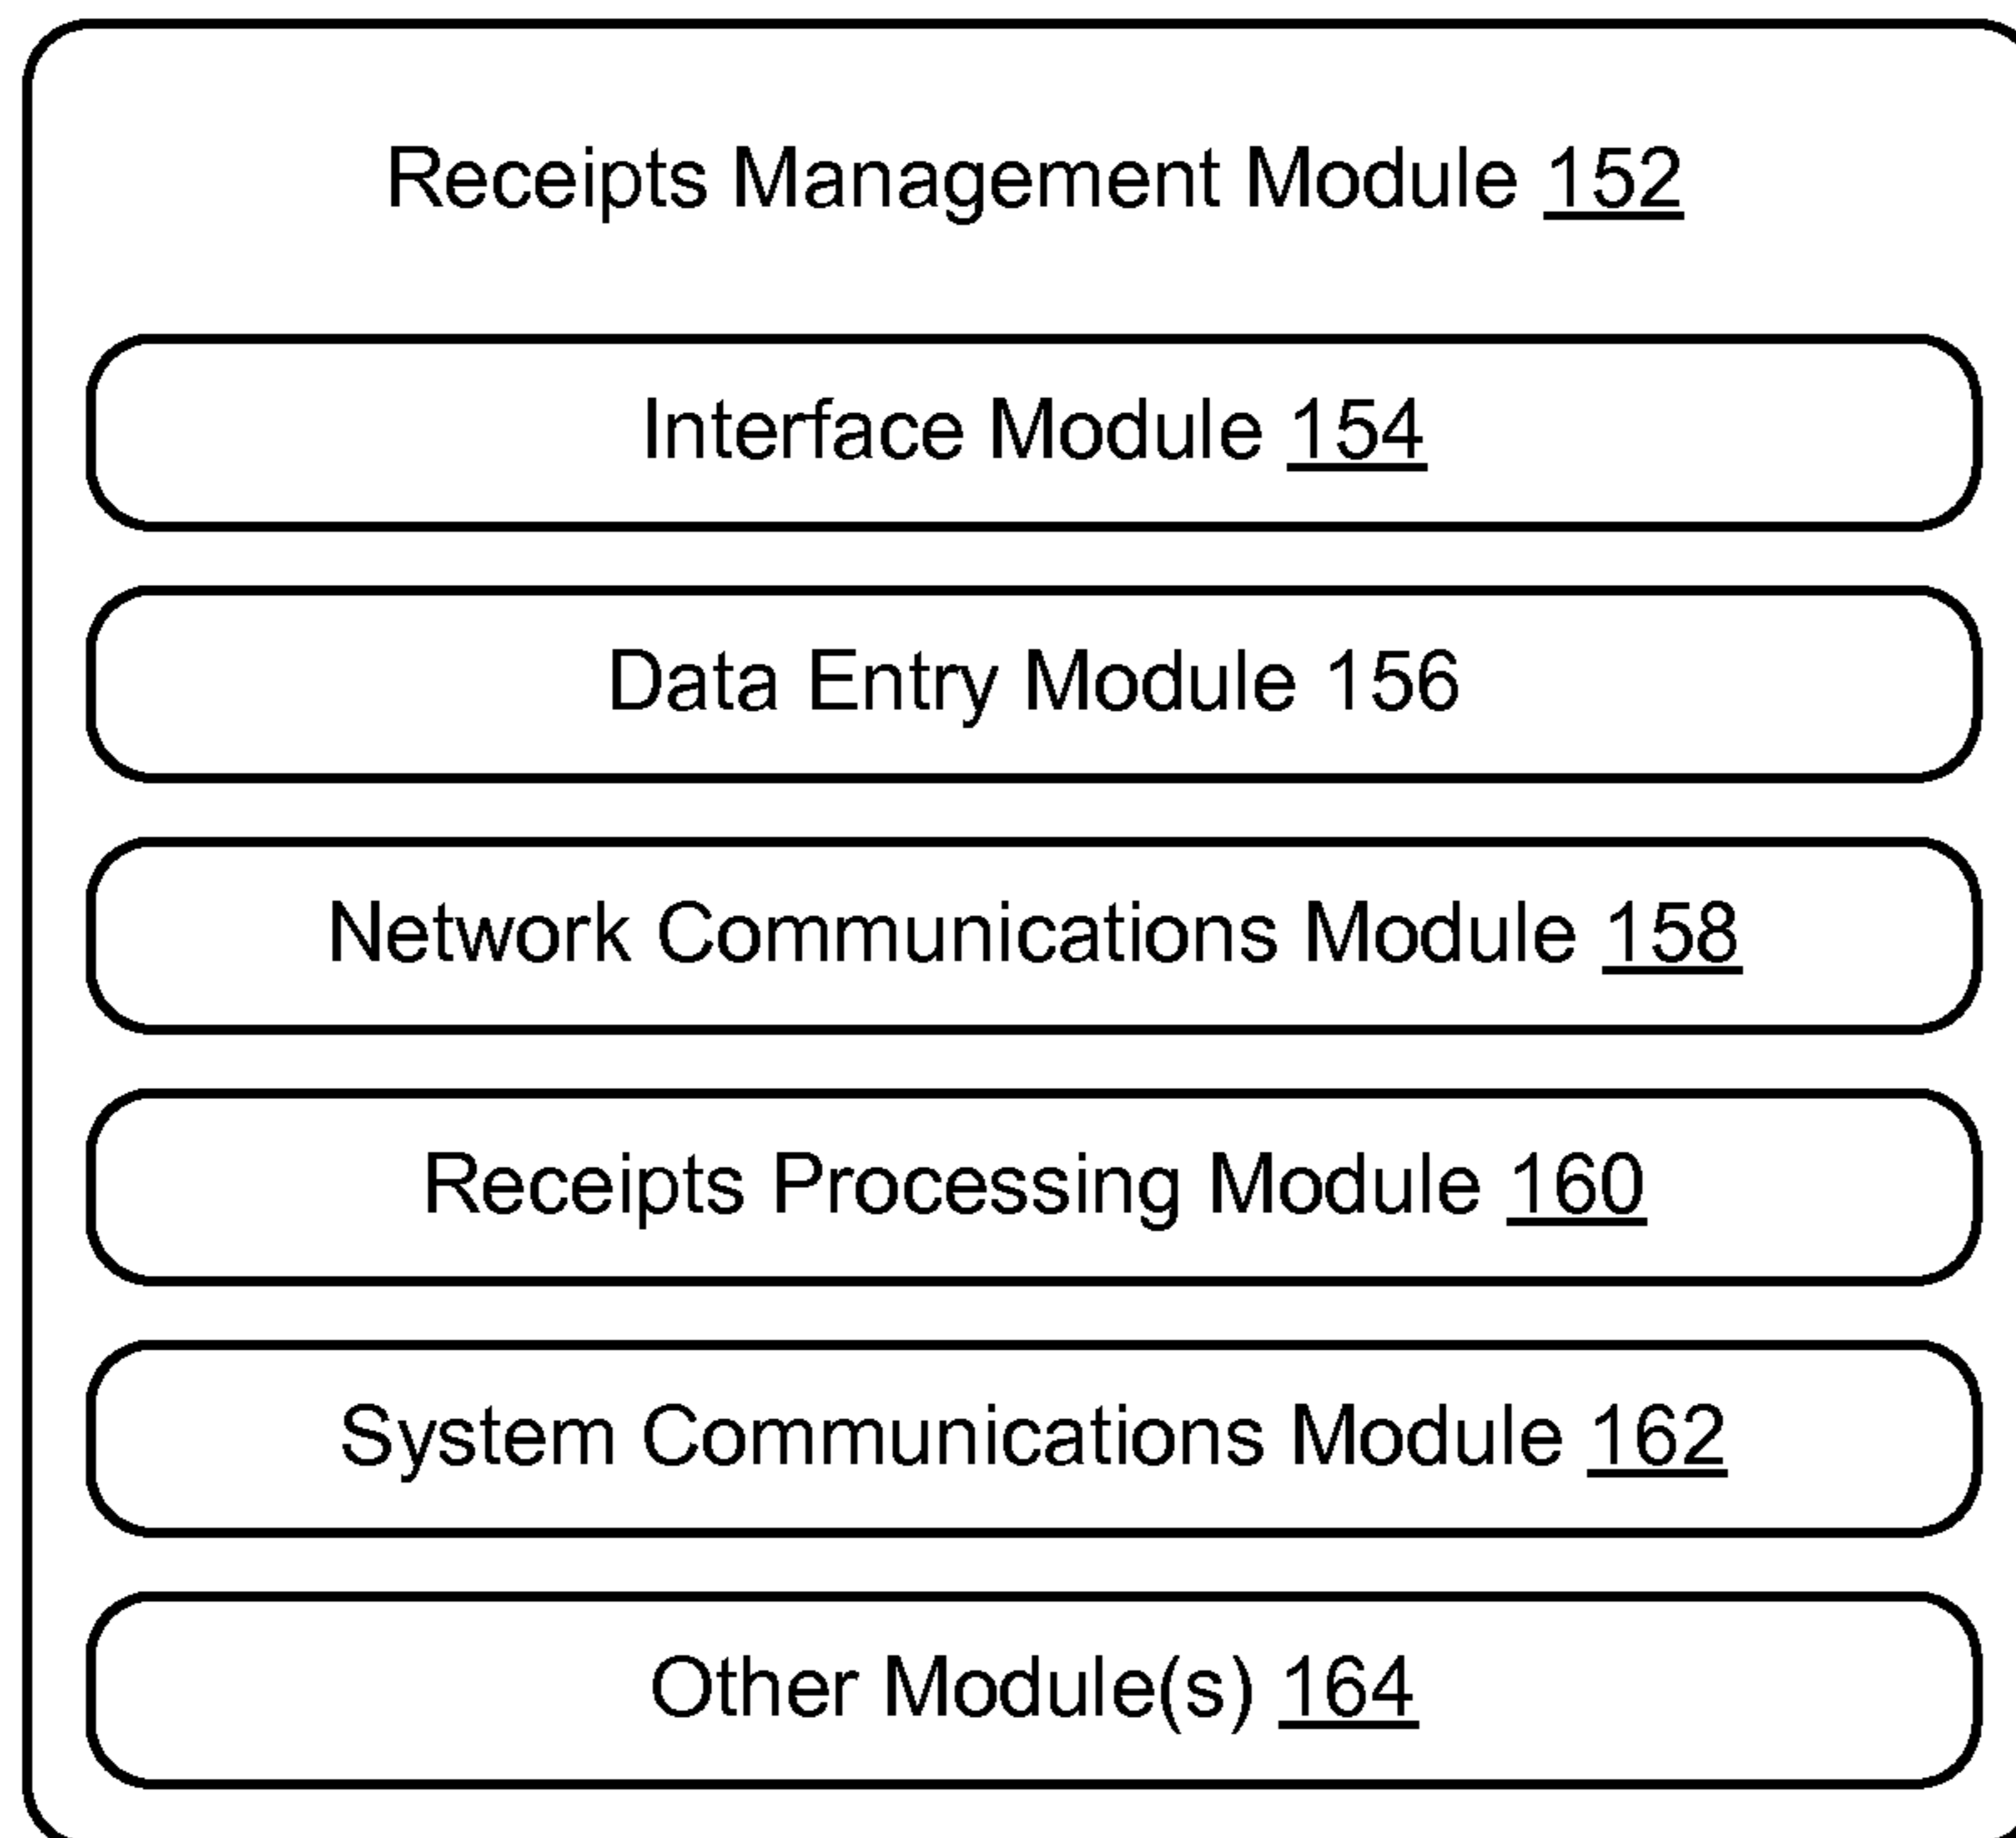 Receipts Management Module 152
Interface Module 154
Data Entry Module 156
Network Communications Module 158
Receipts Processing Module 160
System Communications Module 162
Other Module(s) 164